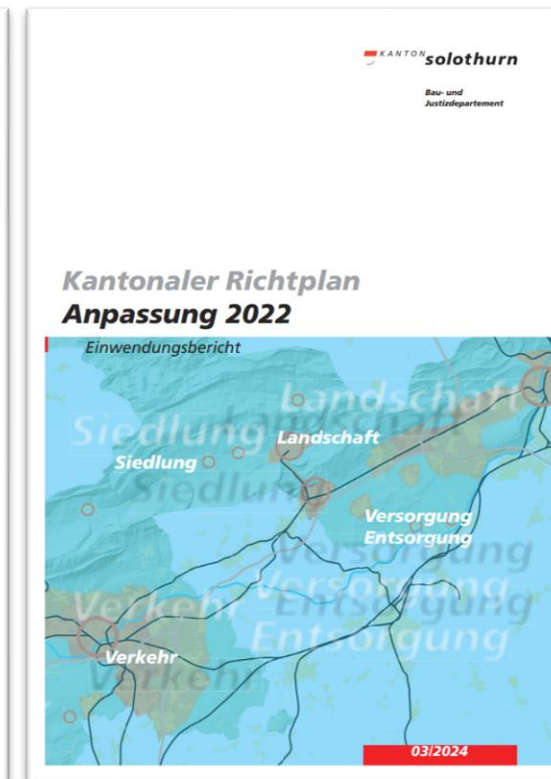 KANTON solothurn
Bau- und
Justizdepartement
Kantonaler Richtplan
Anpassung 2022
Einwendungsbericht
Landschaft
Siedlung
Landschaft
Landschaft
Siedlung
Siedlung
Versorgung
Entsorgung
Versorgung
Versorgung
Entsorgung
Entsorgung
Verkehr
Verkehr
Verkehr
03/2024